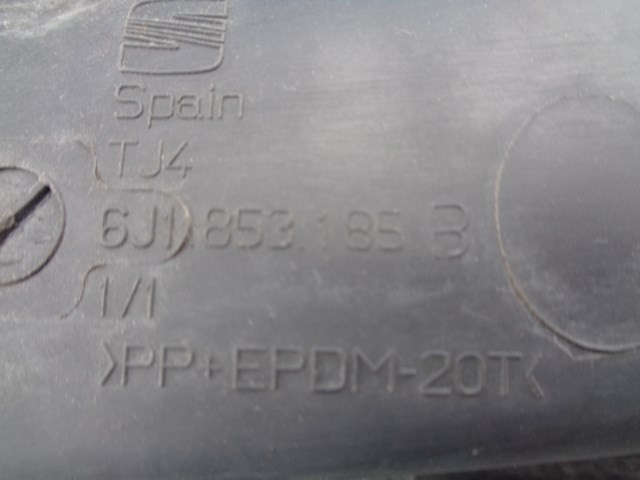 Spain
TJ4
6J1.853.185 B
1/1
>PP+EPDM-20T<